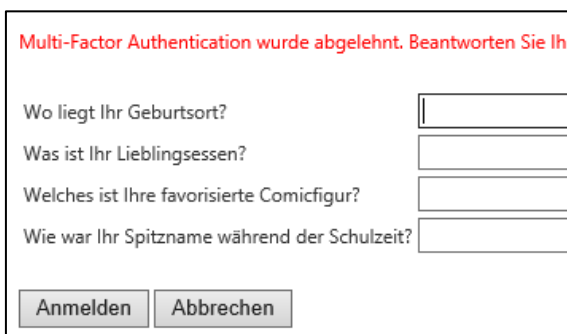 Multi-Factor Authentication wurde abgelehnt. Beantworten Sie Ih
Wo liegt Ihr Geburtsort?
Was ist Ihr Lieblingsessen?
Welches ist Ihre favorisierte Comicfigur?
Wie war Ihr Spitzname während der Schulzeit?
Anmelden Abbrechen